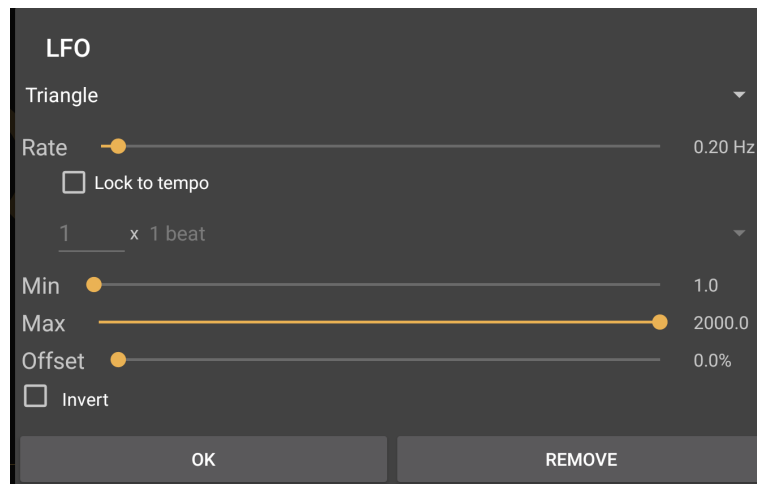 LFO
Triangle
Rate 0.20 Hz
Lock to tempo
1 x 1 beat
Min 1.0
Max 2000.0
Offset 0.0%
Invert
OK REMOVE